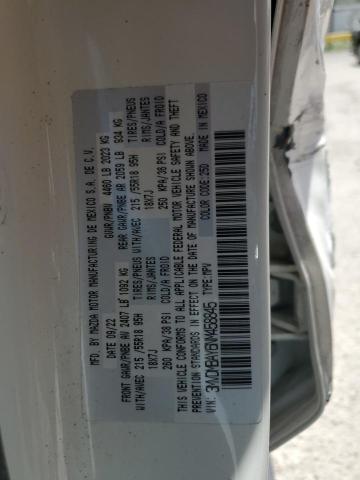 MFD. BY MAZDA MOTOR MANUFACTURING DE MEXICO S.A. DE C.V.
DATE: 09/22 GVWR/PNBV 4460 LB 2023 KG
FRONT GAWR/PNBE AV 2407 LB 1092 KG REAR GAWR/PNBE AR 2059 LB 934 KG
WITH/AVEC 215/55R18 95H TIRES/PNEUS WITH/AVEC 215/55R18 95H TIRES/PNEUS
18X7J RIMS/JANTES 18X7J RIMS/JANTES
260 KPA/38 PSI COLD/A FROID 250 KPA/36 PSI COLD/A FROID
THIS VEHICLE CONFORMS TO ALL APPLICABLE FEDERAL MOTOR VEHICLE SAFETY AND THEFT
PREVENTION STANDARDS IN EFFECT ON THE DATE OF MANUFACTURE SHOWN ABOVE.
COLOR CODE:25D MADE IN MEXICO
VIN: TYPE:MPV